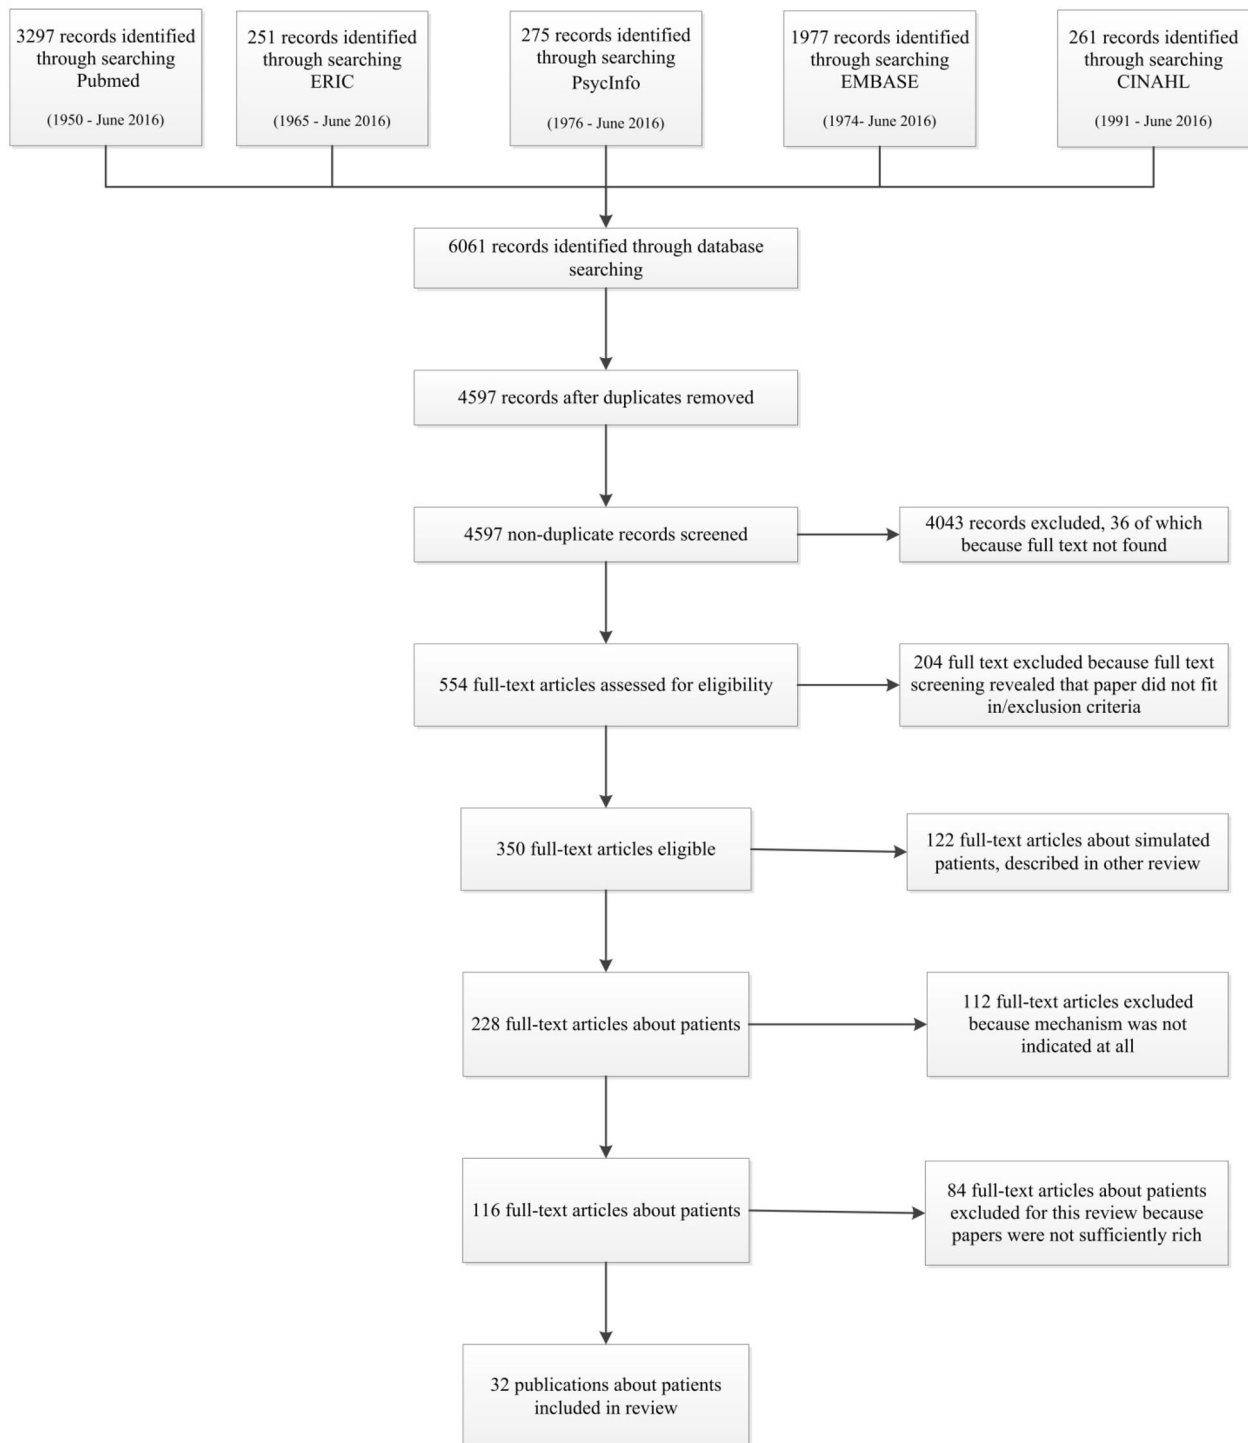 3297 records identified
through searching
Pubmed
(1950 - June 2016)
251 records identified
through searching
ERIC
(1965 - June 2016)
275 records identified
through searching
PsycInfo
(1976 - June 2016)
1977 records identified
through searching
EMBASE
(1974- June 2016)
261 records identified
through searching
CINAHL
(1991 - June 2016)
6061 records identified through database
searching
4597 records after duplicates removed
4597 non-duplicate records screened
4043 records excluded, 36 of which
because full text not found
554 full-text articles assessed for eligibility
204 full text excluded because full text
screening revealed that paper did not fit
in/exclusion criteria
350 full-text articles eligible
122 full-text articles about simulated
patients, described in other review
228 full-text articles about patients
112 full-text articles excluded
because mechanism was not
indicated at all
116 full-text articles about patients
84 full-text articles about patients
excluded for this review because
papers were not sufficiently rich
32 publications about patients
included in review